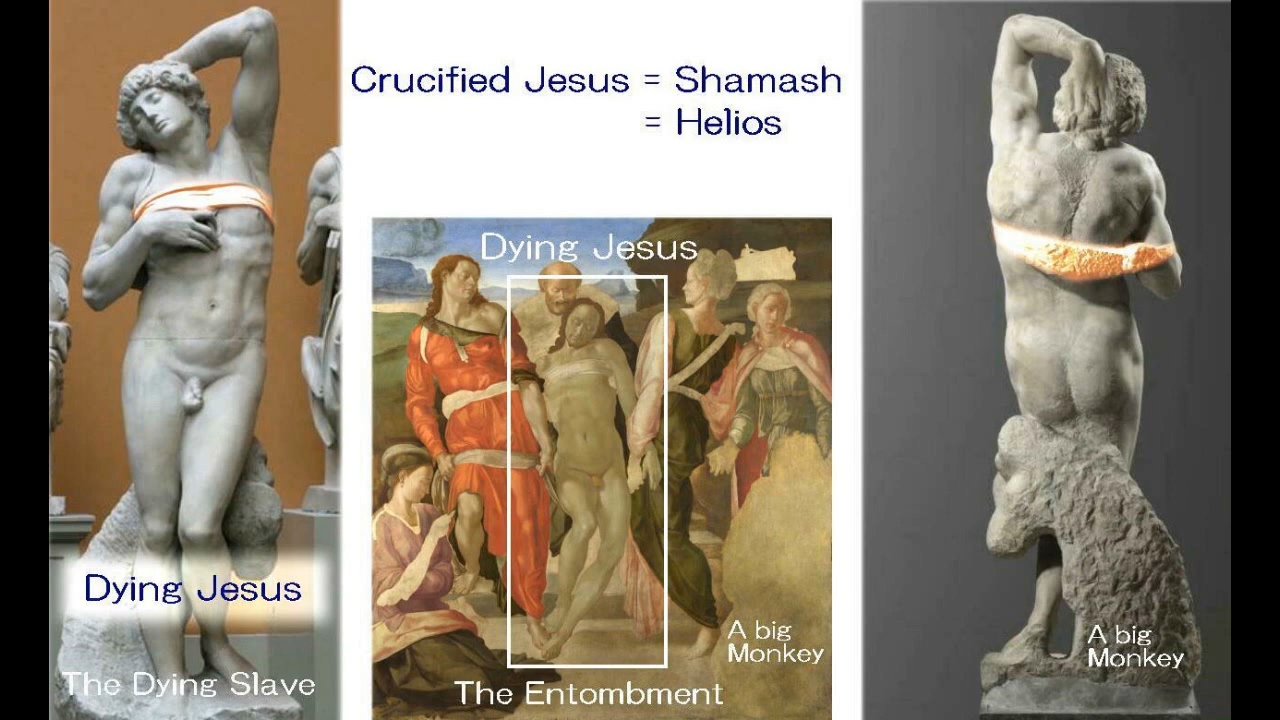 Crucified Jesus = Shamash
= Helios
Dying Jesus
Dying Jesus
The Dying Slave
A big
Monkey
The Entombment
A big
Monkey